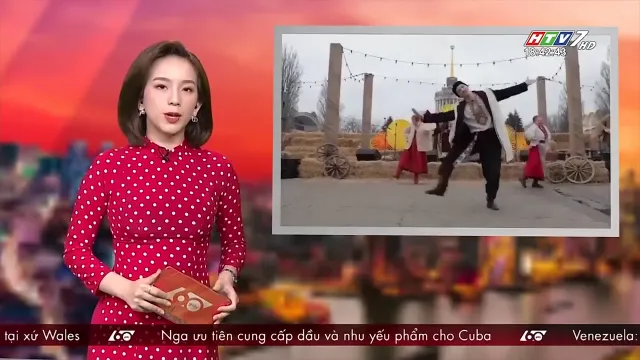 HTV7 HD
18:42:43
tại xứ Wales 60 Nga ưu tiên cung cấp dầu và nhu yếu phẩm cho Cuba 60 Venezuela